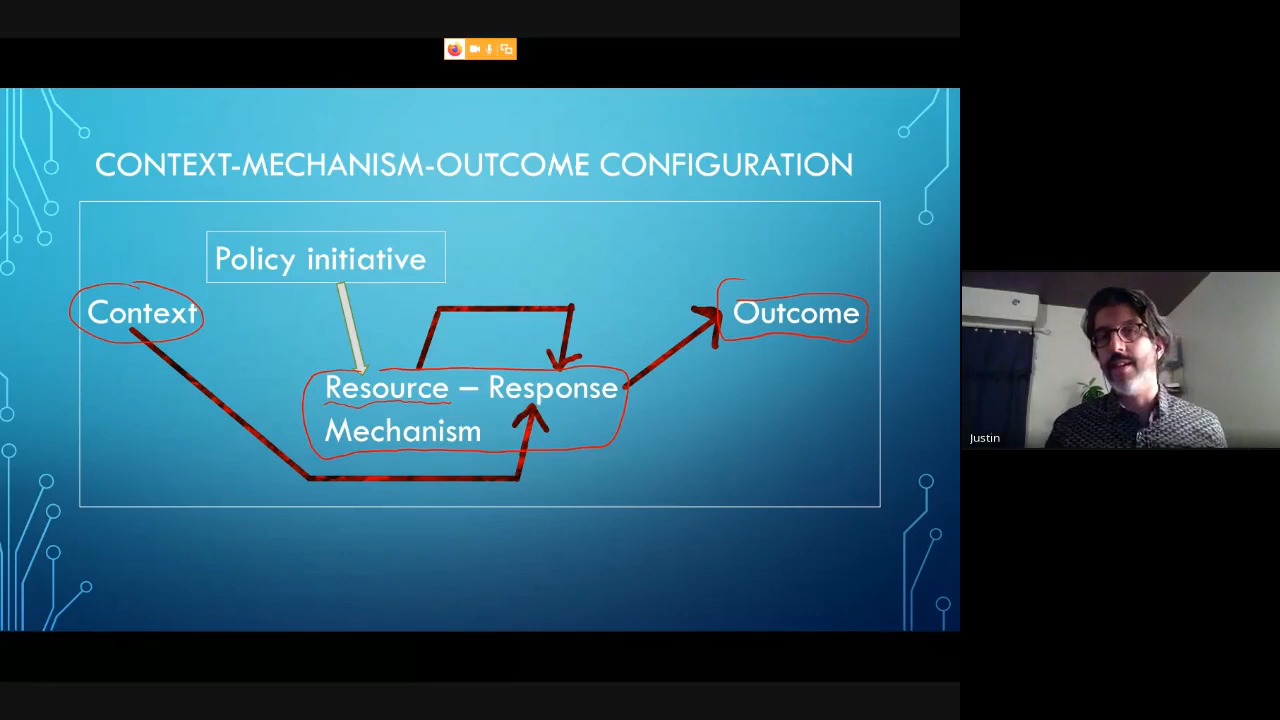 CONTEXT-MECHANISM-OUTCOME CONFIGURATION
Policy initiative
Context
Outcome
Resource – Response
Mechanism
Justin